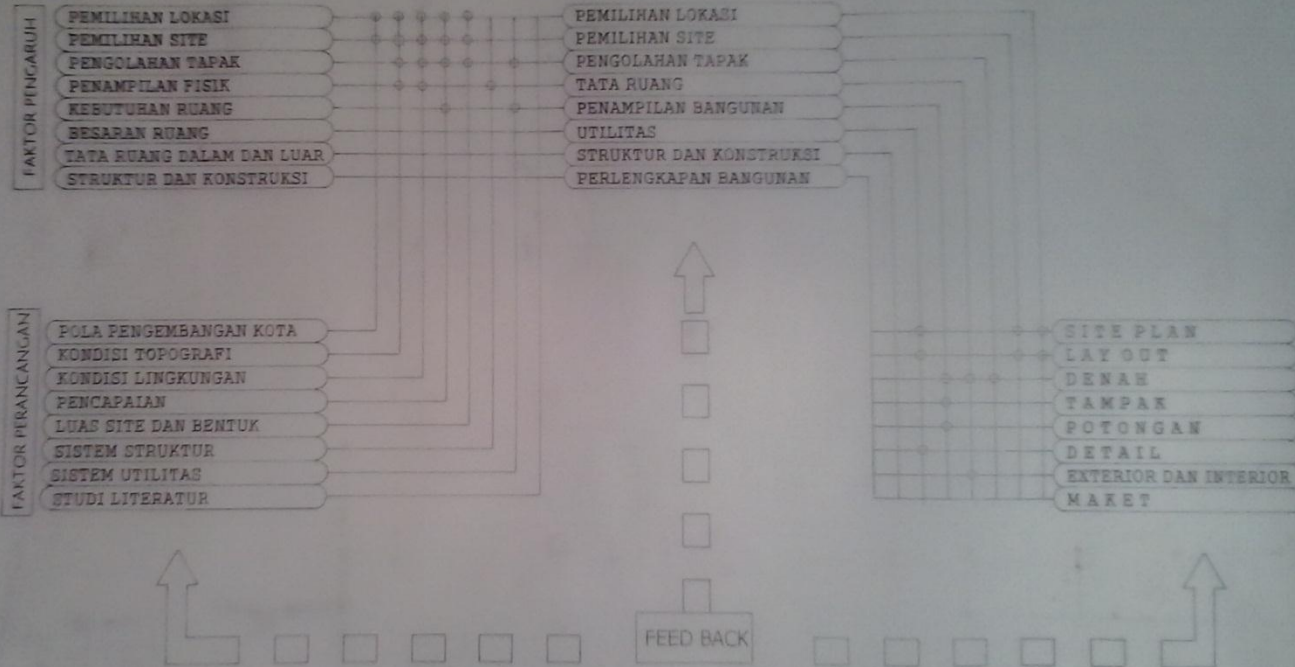 FAKTOR PENGARUH
PEMILIHAN LOKASI
PEMILIHAN SITE
PENGOLAHAN TAPAK
PENAMPILAN FISIK
KEBUTUHAN RUANG
BESARAN RUANG
TATA RUANG DALAM DAN LUAR
STRUKTUR DAN KONSTRUKSI
PEMILIHAN LOKASI
PEMILIHAN SITE
PENGOLAHAN TAPAK
TATA RUANG
PENAMPILAN BANGUNAN
UTILITAS
STRUKTUR DAN KONSTRUKSI
PERLENGKAPAN BANGUNAN
FAKTOR PERANCANGAN
POLA PENGEMBANGAN KOTA
KONDISI TOPOGRAFI
KONDISI LINGKUNGAN
PENCAPAIAN
LUAS SITE DAN BENTUK
SISTEM STRUKTUR
SISTEM UTILITAS
STUDI LITERATUR
SITE PLAN
LAY OUT
DENAH
TAMPAK
POTONGAN
DETAIL
EXTERIOR DAN INTERIOR
MAKET
FEED BACK